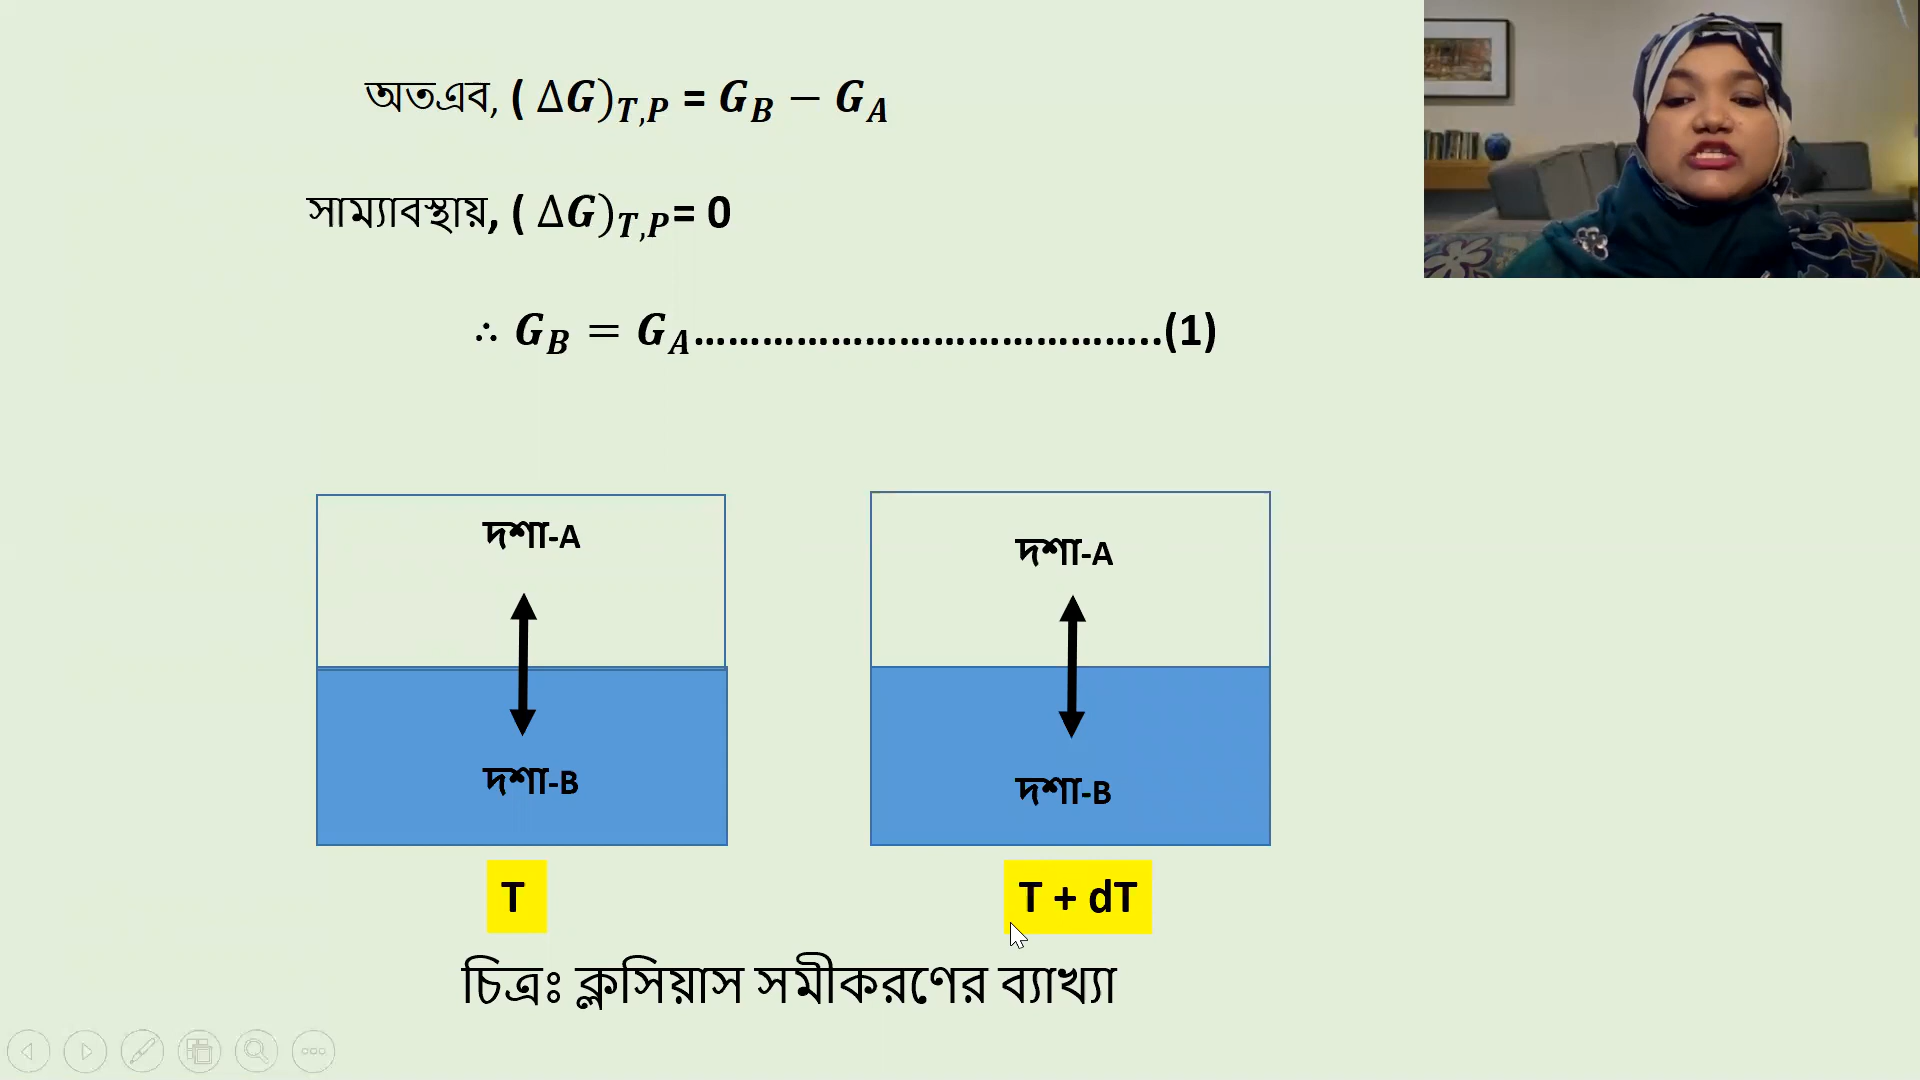 অতএব, ( ΔG)T,P = GB − GA
সাম্যাবস্থায়, ( ΔG)T,P= 0
∴ GB = GA..........................................(1)
দশা-A
দশা-B
T
দশা-A
দশা-B
T + dT
চিত্রঃ ক্লসিয়াস সমীকরণের ব্যাখ্যা